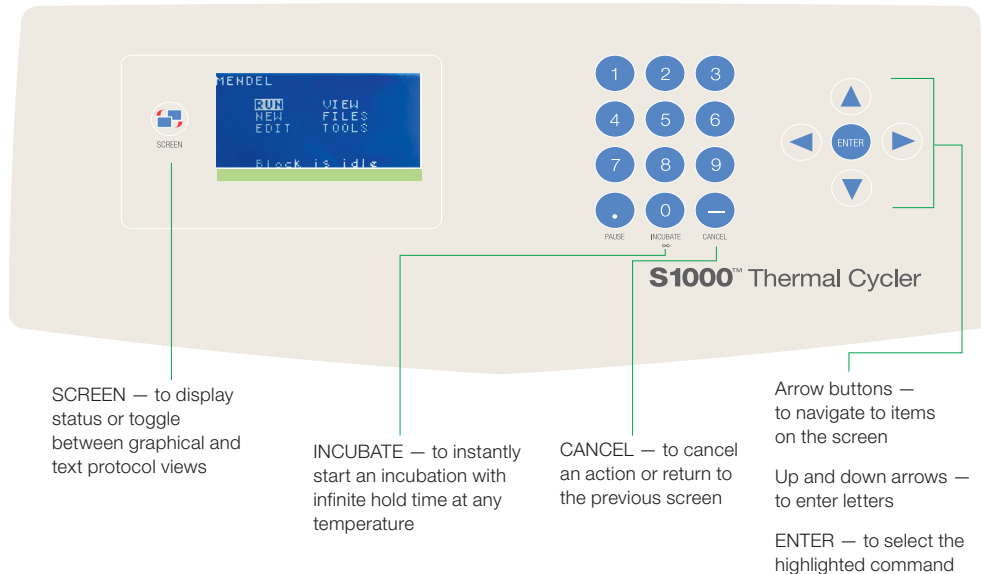 MENDEL
RUN VIEW
NEW FILES
EDIT TOOLS
Block is idle
SCREEN
1 2 3
4 5 6
7 8 9
. 0 —
PAUSE INCUBATE CANCEL
∞
ENTER
S1000™ Thermal Cycler
SCREEN — to display
status or toggle
between graphical and
text protocol views
INCUBATE — to instantly
start an incubation with
infinite hold time at any
temperature
CANCEL — to cancel
an action or return to
the previous screen
Arrow buttons —
to navigate to items
on the screen
Up and down arrows —
to enter letters
ENTER — to select the
highlighted command